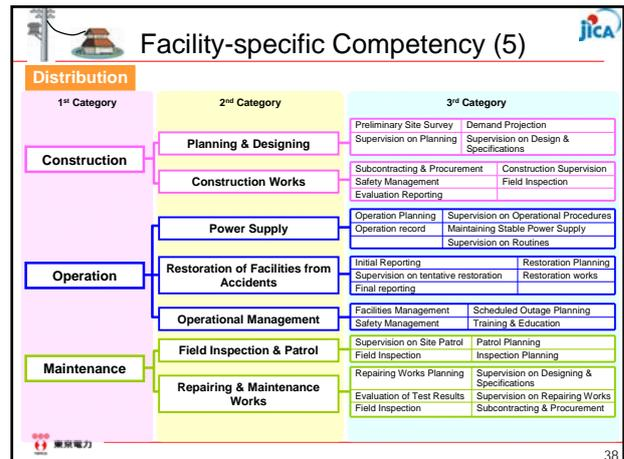 Facility-specific Competency (5)
jICA
Distribution
1st Category
2nd Category
3rd Category
Construction
Planning & Designing
Preliminary Site Survey Demand Projection
Supervision on Planning Supervision on Design &
Specifications
Construction Works
Subcontracting & Procurement Construction Supervision
Safety Management Field Inspection
Evaluation Reporting
Operation
Power Supply
Operation Planning Supervision on Operational Procedures
Operation record Maintaining Stable Power Supply
Supervision on Routines
Restoration of Facilities from
Accidents
Initial Reporting Restoration Planning
Supervision on tentative restoration Restoration works
Final reporting
Operational Management
Facilities Management Scheduled Outage Planning
Safety Management Training & Education
Maintenance
Field Inspection & Patrol
Supervision on Site Patrol Patrol Planning
Field Inspection Inspection Planning
Repairing & Maintenance
Works
Repairing Works Planning Supervision on Designing &
Specifications
Evaluation of Test Results Supervision on Repairing Works
Field Inspection Subcontracting & Procurement
東京電力
38